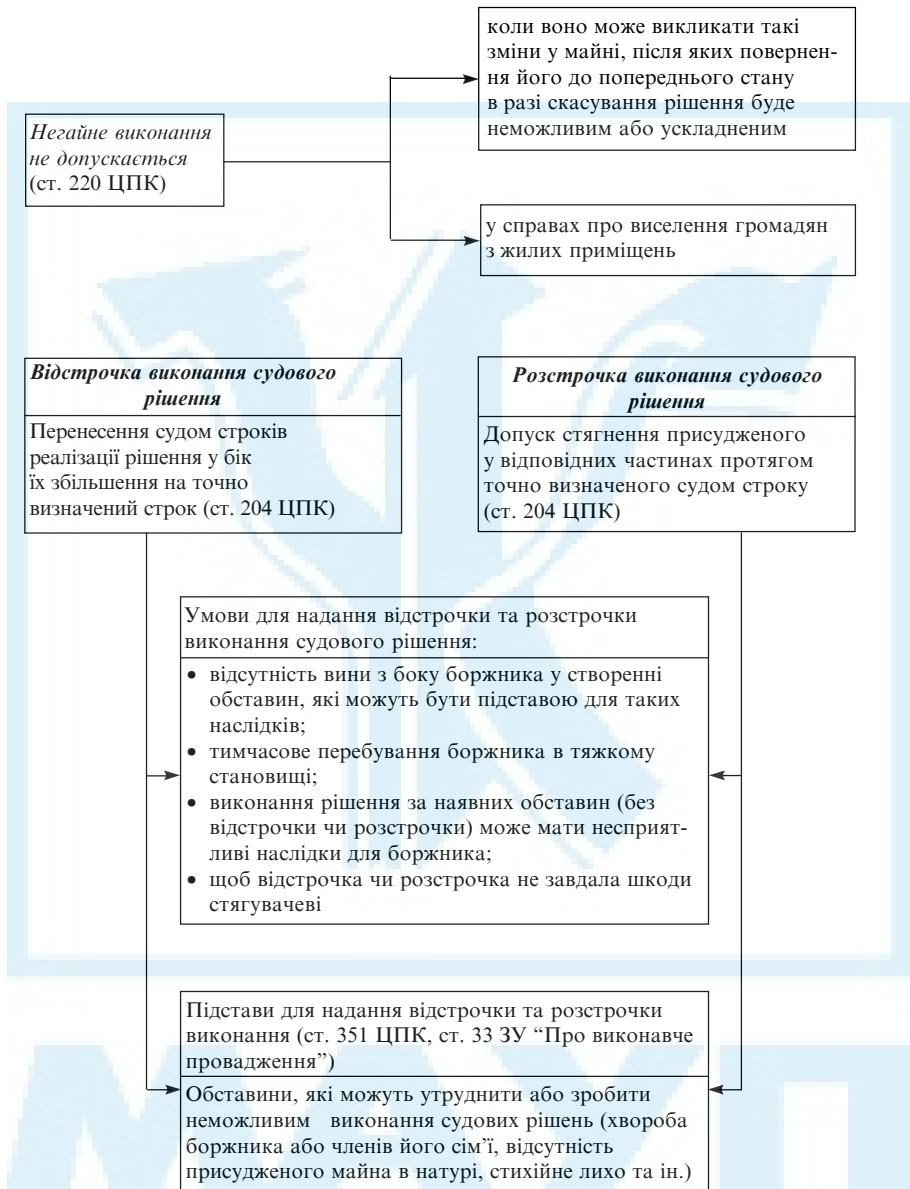 коли воно може викликати такі
зміни у майні, після яких повернен-
ня його до попереднього стану
в разі скасування рішення буде
неможливим або ускладненим
Негайне виконання
не допускається
(ст. 220 ЦПК)
у справах про виселення громадян
з жилих приміщень
Відстрочка виконання судового
рішення
Перенесення судом строків
реалізації рішення у бік
їх збільшення на точно
визначений строк (ст. 204 ЦПК)
Розстрочка виконання судового
рішення
Допуск стягнення присудженого
у відповідних частинах протягом
точно визначеного судом строку
(ст. 204 ЦПК)
Умови для надання відстрочки та розстрочки
виконання судового рішення:
• відсутність вини з боку боржника у створенні
обставин, які можуть бути підставою для таких
наслідків;
• тимчасове перебування боржника в тяжкому
становищі;
• виконання рішення за наявних обставин (без
відстрочки чи розстрочки) може мати несприят-
ливі наслідки для боржника;
• щоб відстрочка чи розстрочка не завдала шкоди
стягувачеві
Підстави для надання відстрочки та розстрочки
виконання (ст. 351 ЦПК, ст. 33 ЗУ “Про виконавче
провадження”)
Обставини, які можуть утруднити або зробити
неможливим виконання судових рішень (хвороба
боржника або членів його сім’ї, відсутність
присудженого майна в натурі, стихійне лихо та ін.)
МАУП